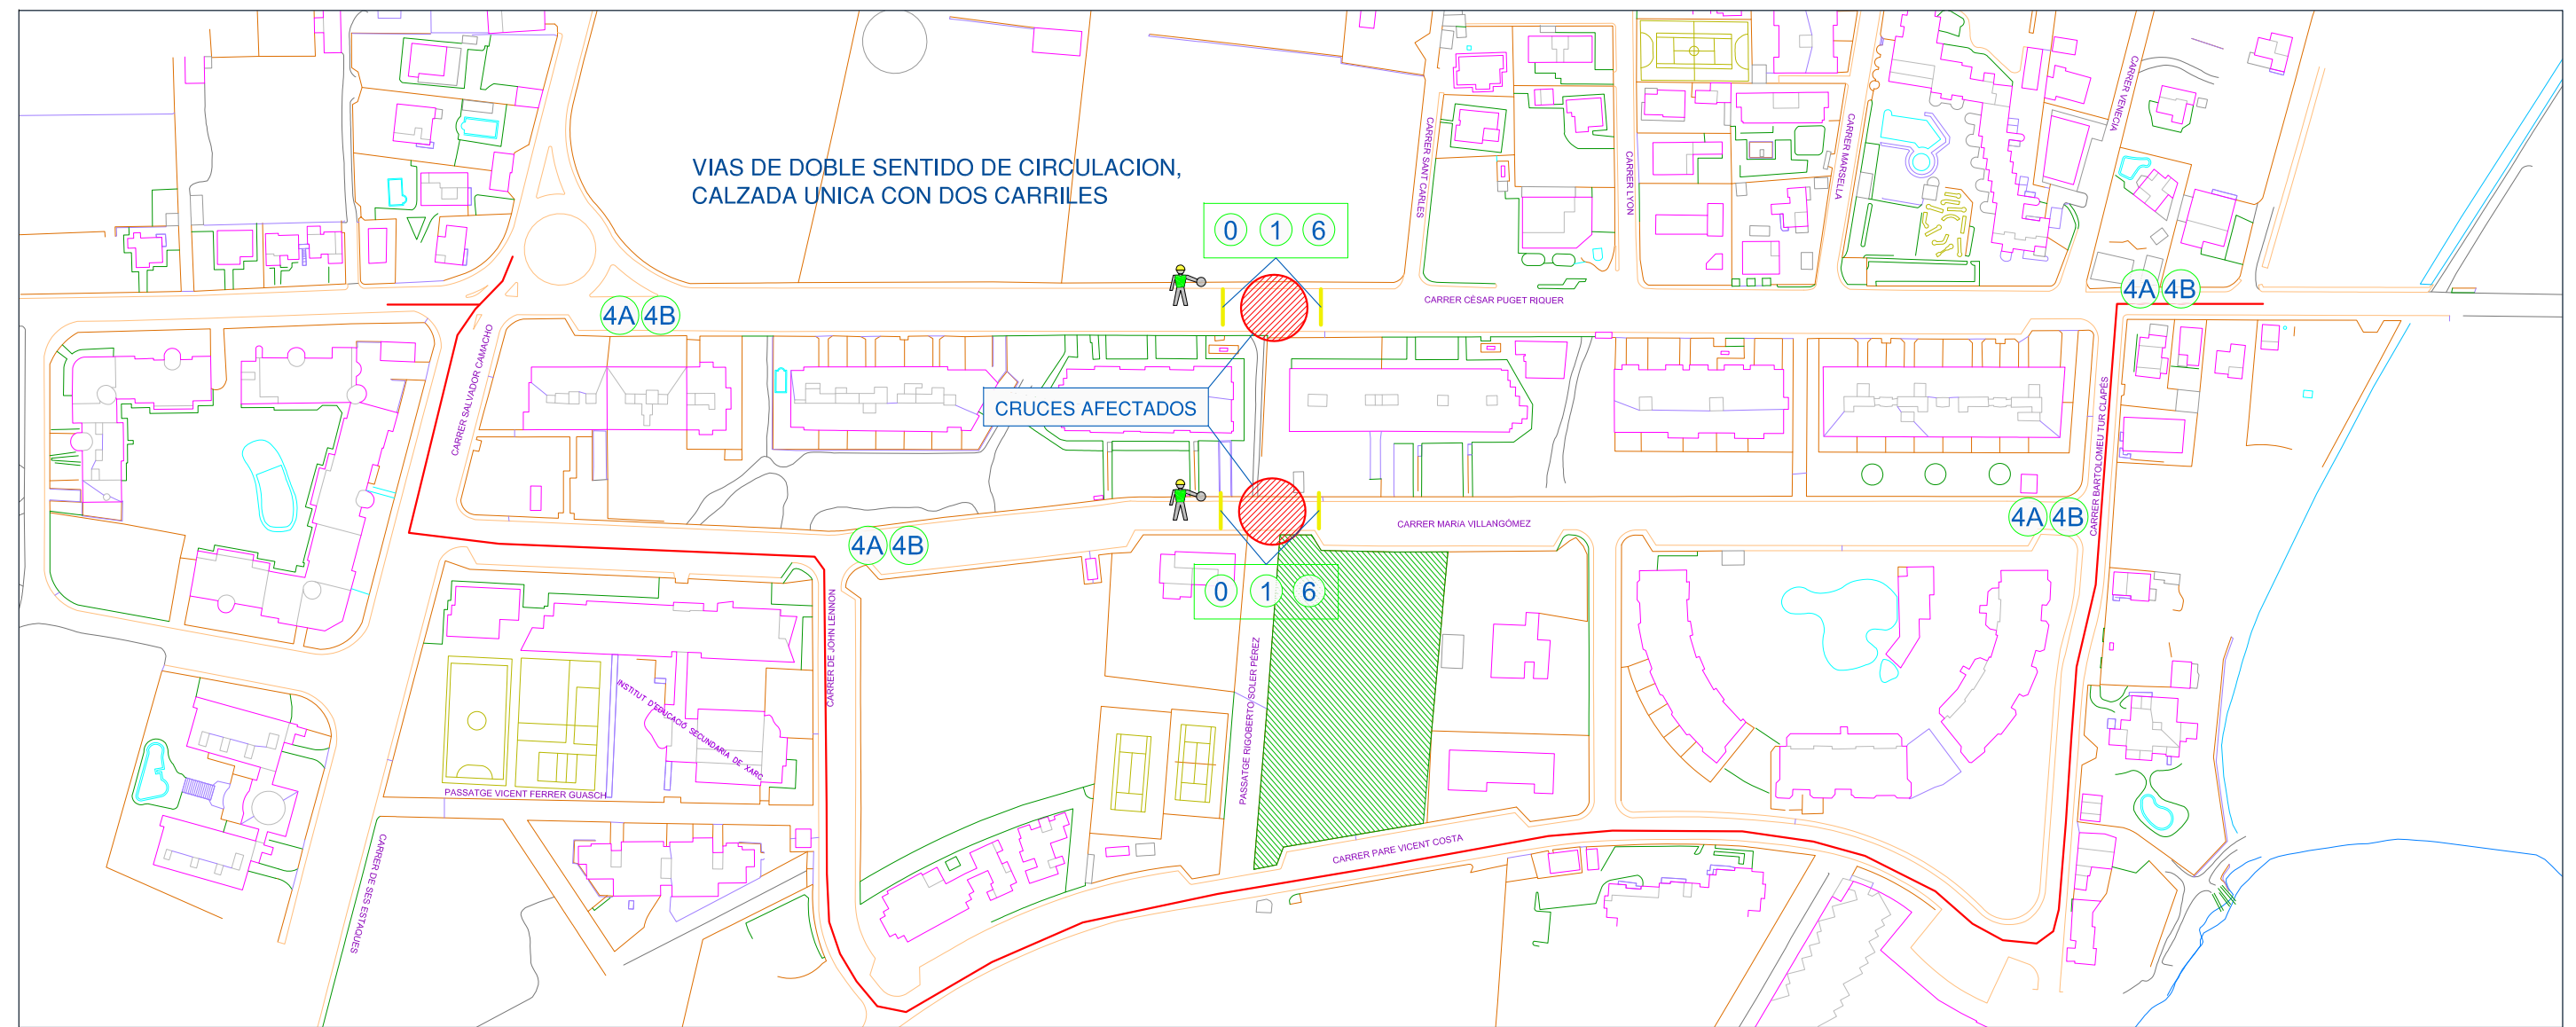 VIAS DE DOBLE SENTIDO DE CIRCULACION,
CALZADA UNICA CON DOS CARRILES
CARRER SANT CARLES
CARRER LYON
CARRER MARSELLA
CARRER VENECIA
0 1 6
4A 4B
4A 4B
CARRER CÈSAR PUGET RIQUER
CARRER SALVADOR CAMACHO
CRUCES AFECTADOS
CARRER BARTOLOMEU TUR CLAPÉS
4A 4B
4A 4B
CARRER MARIA VILLANGÓMEZ
0 1 6
CARRER DE JOHN LENNON
PASSATGE RIGOBERTO SOLER PÉREZ
INSTITUT D'EDUCACIÓ SECUNDARIA DE XARC
PASSATGE VICENT FERRER GUASCH
CARRER PARE VICENT COSTA
CARRER DE SES ESTAQUES